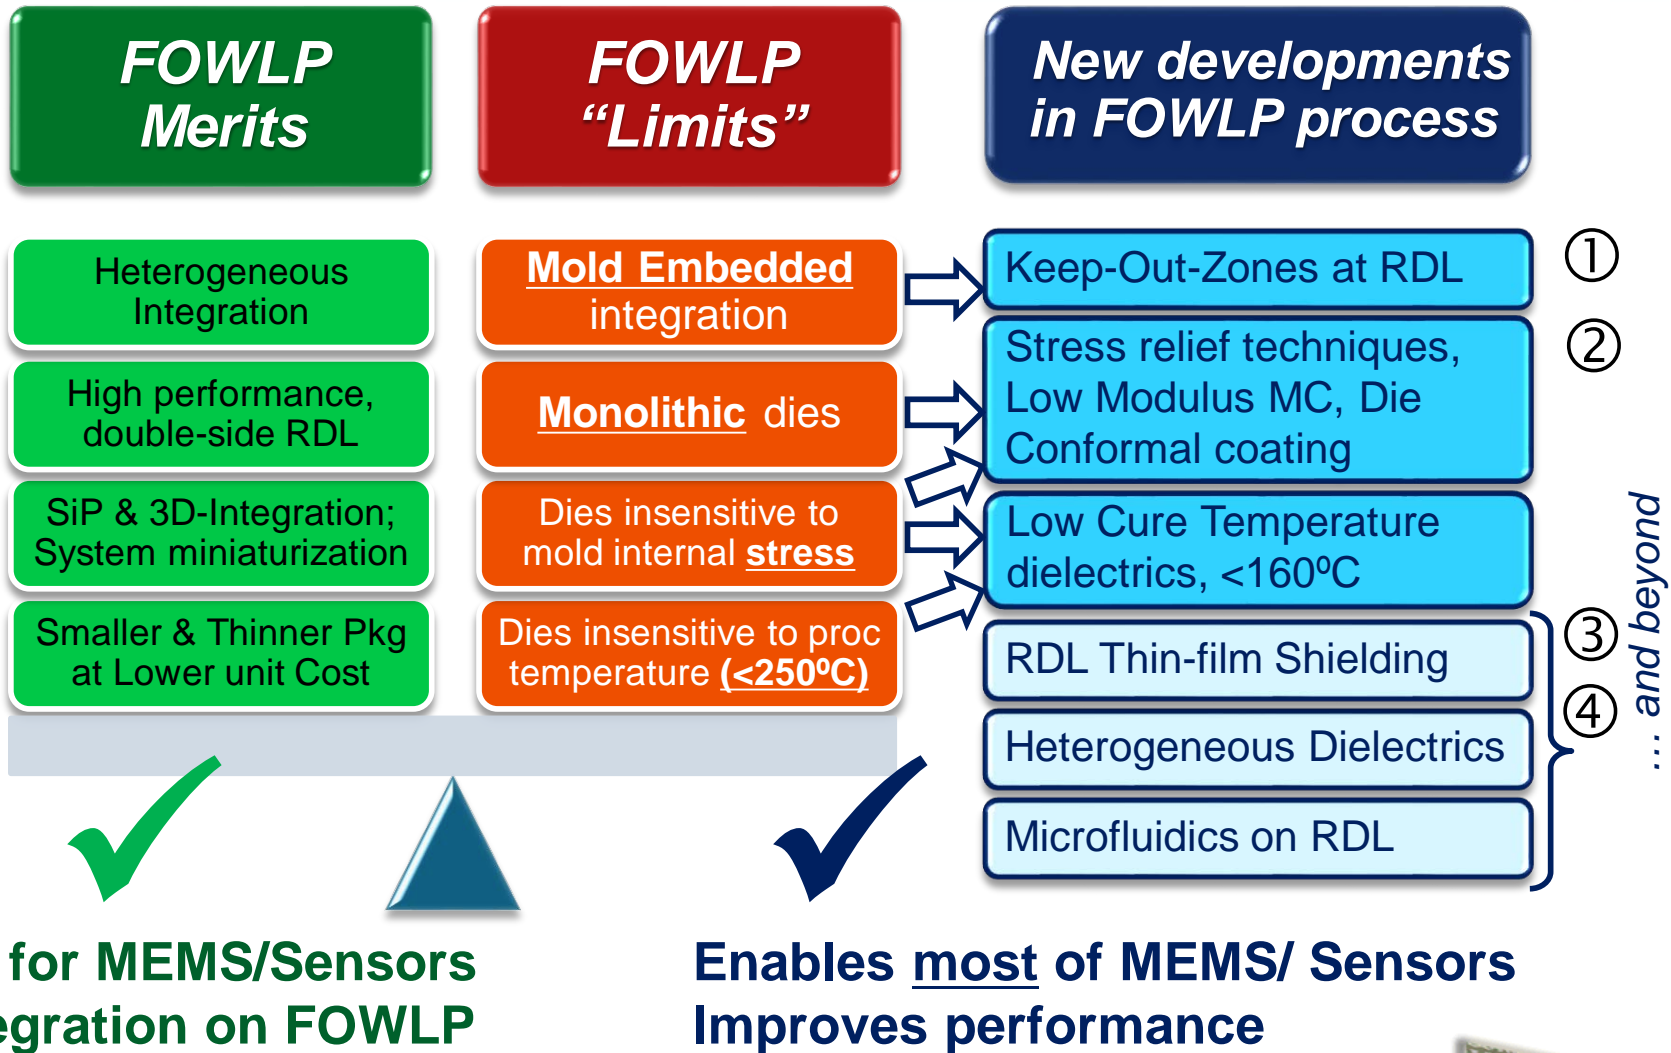 FOWLP
Merits
FOWLP
“Limits”
New developments
in FOWLP process
Heterogeneous
Integration
High performance,
double-side RDL
SiP & 3D-Integration;
System miniaturization
Smaller & Thinner Pkg
at Lower unit Cost
Mold Embedded
integration
Monolithic dies
Dies insensitive to
mold internal stress
Dies insensitive to proc
temperature (<250ºC)
Keep-Out-Zones at RDL
①
Stress relief techniques,
Low Modulus MC, Die
Conformal coating
②
Low Cure Temperature
dielectrics, <160ºC
RDL Thin-film Shielding
③
Heterogeneous Dielectrics
④
Microfluidics on RDL
… and beyond
for MEMS/Sensors
egration on FOWLP
Enables most of MEMS/ Sensors
Improves performance